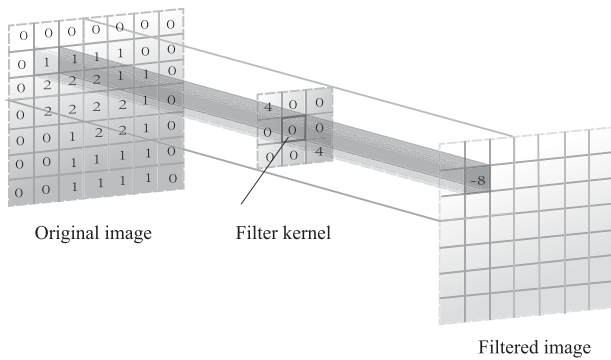 0 0 0 0 0 0 0
0 1 1 1 1 0 0
0 2 2 2 1 1 0
0 2 2 2 2 1 0
0 0 1 2 2 1 0
0 0 1 1 1 1 0
0 0 1 1 1 1 0
4 0 0
0 0 0
0 0 4
-8
Original image
Filter kernel
Filtered image